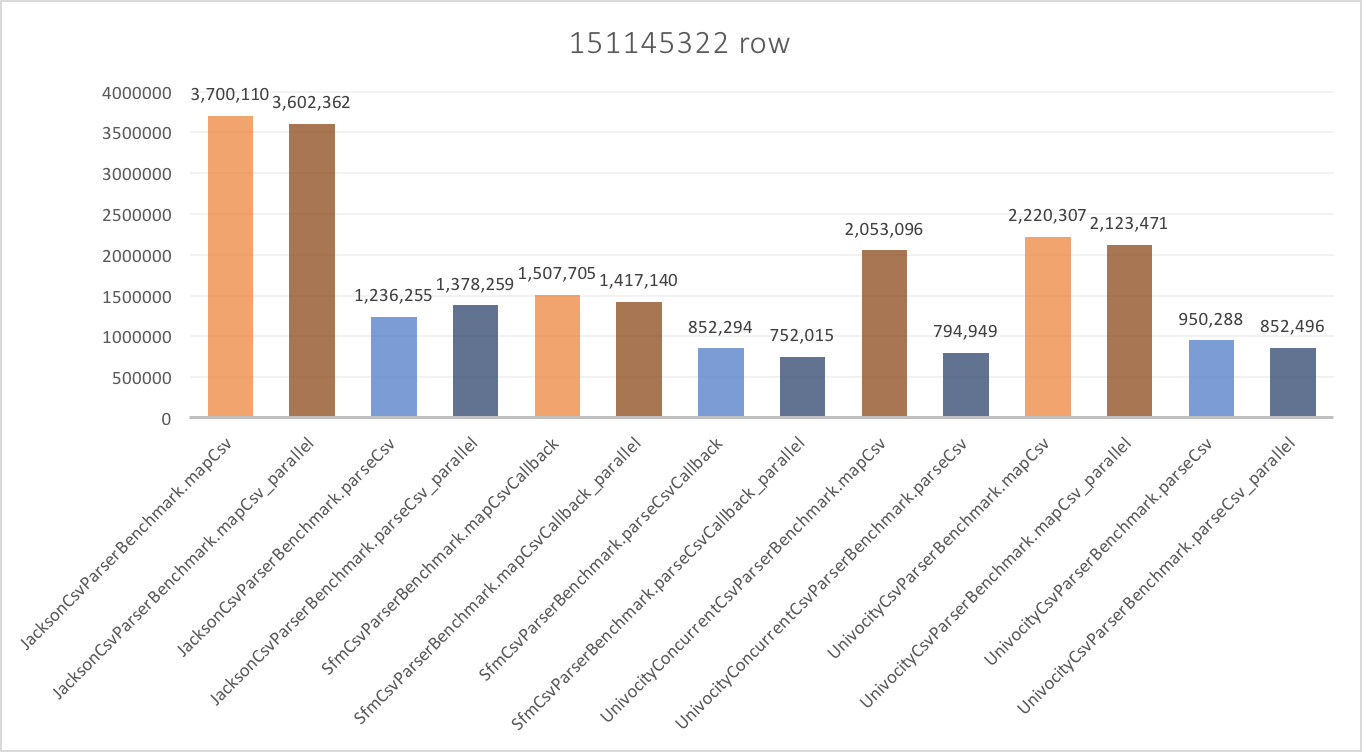 151145322 row
4000000
3500000
3000000
2500000
2000000
1500000
1000000
500000
0
3,700,110
3,602,362
1,236,255
1,378,259
1,507,705
1,417,140
852,294
752,015
2,053,096
794,949
2,220,307
2,123,471
950,288
852,496
JacksonCsvParserBenchmark.mapCsv
JacksonCsvParserBenchmark.mapCsv_parallel
JacksonCsvParserBenchmark.parseCsv
JacksonCsvParserBenchmark.parseCsv_parallel
SfmCsvParserBenchmark.mapCsvCallback
SfmCsvParserBenchmark.mapCsvCallback_parallel
SfmCsvParserBenchmark.parseCsvCallback
SfmCsvParserBenchmark.parseCsvCallback_parallel
UnivocityConcurrentCsvParserBenchmark.mapCsv
UnivocityConcurrentCsvParserBenchmark.parseCsv
UnivocityCsvParserBenchmark.mapCsv
UnivocityCsvParserBenchmark.mapCsv_parallel
UnivocityCsvParserBenchmark.parseCsv
UnivocityCsvParserBenchmark.parseCsv_parallel